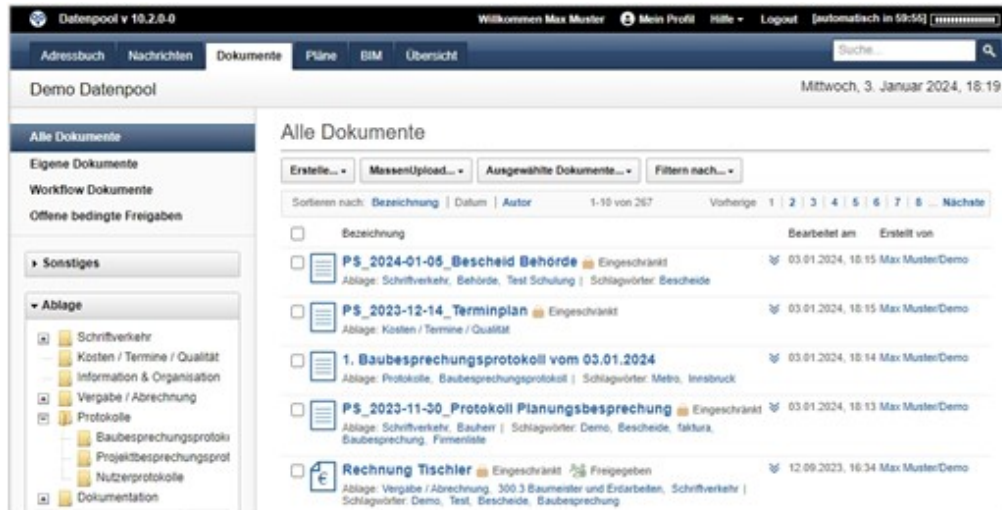 Datenpool v 10.2.0-0 Willkommen Max Muster Mein Profil Hilfe Logout [automatisch in 59:55]
Adressbuch Nachrichten Dokumente Pläne BIM Übersicht Suche...
Demo Datenpool Mittwoch, 3. Januar 2024, 18:19
Alle Dokumente
Eigene Dokumente
Workflow Dokumente
Offene bedingte Freigaben
Sonstiges
Ablage
Schriftverkehr
Kosten / Termine / Qualität
Information & Organisation
Vergabe / Abrechnung
Protokolle
Baubesprechungsprotoko
Projektbesprechungsprot
Nutzerprotokolle
Dokumentation
Alle Dokumente
Erstelle... MassenUpload... Ausgewählte Dokumente... Filtern nach...
Sortieren nach: Bezeichnung | Datum | Autor 1-10 von 267 Vorherige 1 | 2 | 3 | 4 | 5 | 6 | 7 | 8 ... Nächste
Bezeichnung Bearbeitet am Erstellt von
PS_2024-01-05_Bescheid Behörde Eingeschränkt 03.01.2024, 18:15 Max Muster/Demo
Ablage: Schriftverkehr, Behörde, Test Schulung | Schlagwörter: Bescheide
PS_2023-12-14_Terminplan Eingeschränkt 03.01.2024, 18:15 Max Muster/Demo
Ablage: Kosten / Termine / Qualität
1. Baubesprechungsprotokoll vom 03.01.2024 03.01.2024, 18:14 Max Muster/Demo
Ablage: Protokolle, Baubesprechungsprotokoll | Schlagwörter: Metro, Innsbruck
PS_2023-11-30_Protokoll Planungsbesprechung Eingeschränkt 03.01.2024, 18:13 Max Muster/Demo
Ablage: Schriftverkehr, Bauherr | Schlagwörter: Demo, Bescheide, faktura,
Baubesprechung, Firmenliste
Rechnung Tischler Eingeschränkt Freigegeben 12.09.2023, 16:34 Max Muster/Demo
Ablage: Vergabe / Abrechnung, 300.3 Baumeister und Erdarbeiten, Schriftverkehr |
Schlagwörter: Demo, Test, Bescheide, Baubesprechung